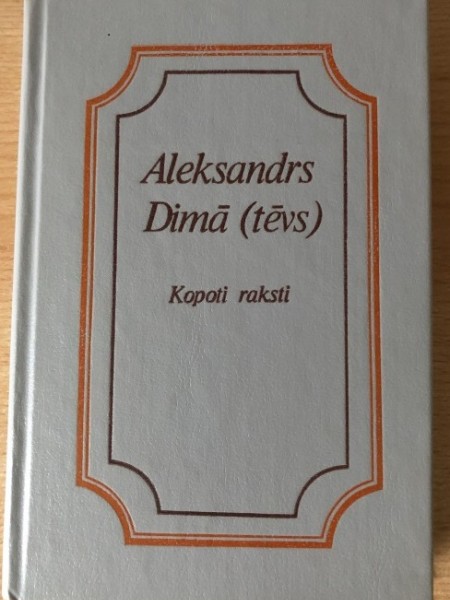 Aleksandrs
Dimā (tēvs)
Kopoti raksti